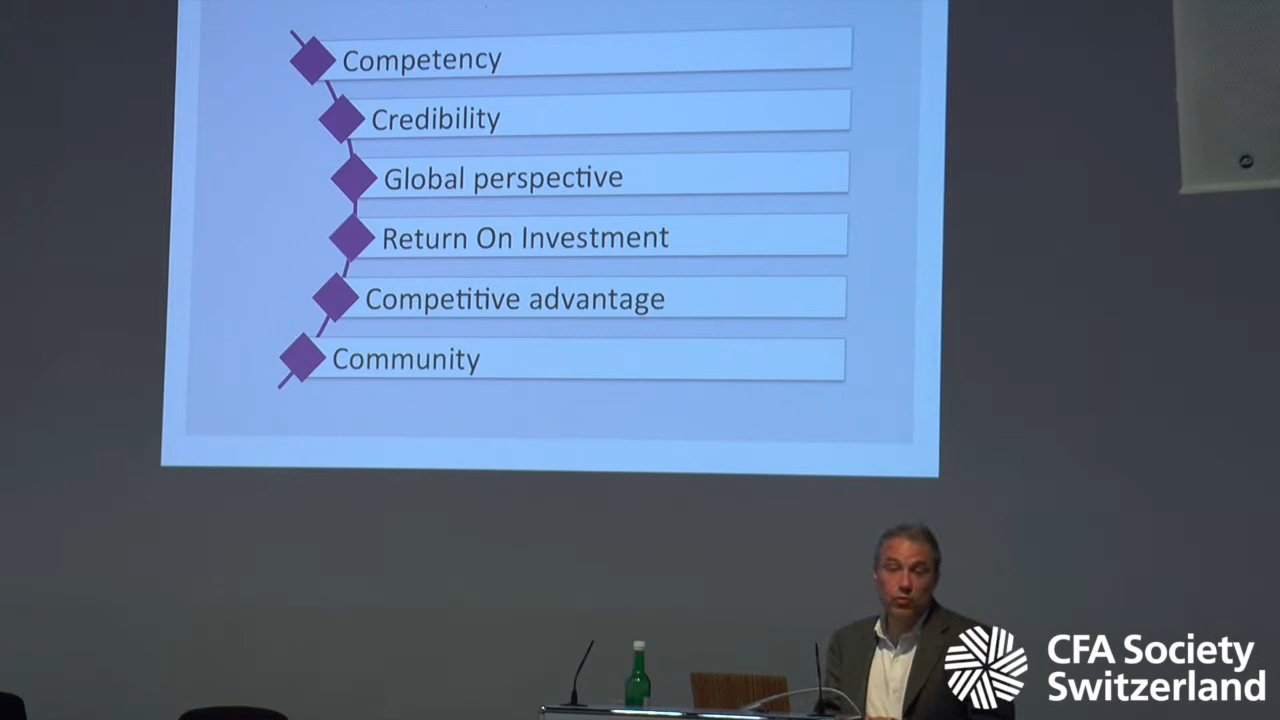 Competency
Credibility
Global perspective
Return On Investment
Competitive advantage
Community
CFA Society
Switzerland